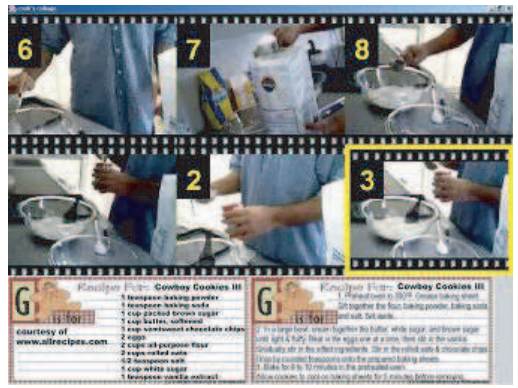 cook's collage
6
7
8
2
3
Recipe For: Cowboy Cookies III
1 teaspoon baking powder
1 teaspoon baking soda
1 cup packed brown sugar
1 cup butter, softened
1 cup semisweet chocolate chips
2 eggs
2 cups all-purpose flour
2 cups rolled oats
1/2 teaspoon salt
1 cup white sugar
1 teaspoon vanilla extract
G
is for
courtesy of
www.allrecipes.com
Recipe For: Cowboy Cookies III
G
is for
1. Preheat oven to 350°F. Grease baking sheet.
Sift together the flour, baking powder, baking soda
and salt. Set aside.
2. In a large bowl, cream together the butter, white sugar, and brown sugar
until light & fluffy. Beat in the eggs one at a time, then stir in the vanilla.
Gradually stir in the sifted ingredients. Stir in the rolled oats & chocolate chips.
Drop by rounded teaspoons onto the prepared baking sheets.
Bake for 8 to 10 minutes in the preheated oven.
Allow cookies to cool on baking sheets for 5 minutes before removing.